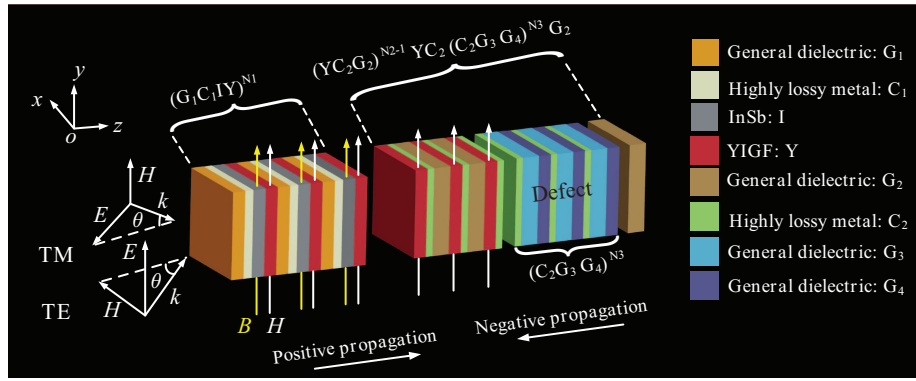 (YC₂G₂)ᴺ²⁻¹ YC₂ (C₂G₃ G₄)ᴺ³ G₂
(G₁C₁IY)ᴺ¹
y
x
o
z
H
E
k
θ
TM
E
θ
TE
H
k
B
H
Defect
(C₂G₃ G₄)ᴺ³
Positive propagation
Negative propagation
General dielectric: G₁
Highly lossy metal: C₁
InSb: I
YIGF: Y
General dielectric: G₂
Highly lossy metal: C₂
General dielectric: G₃
General dielectric: G₄